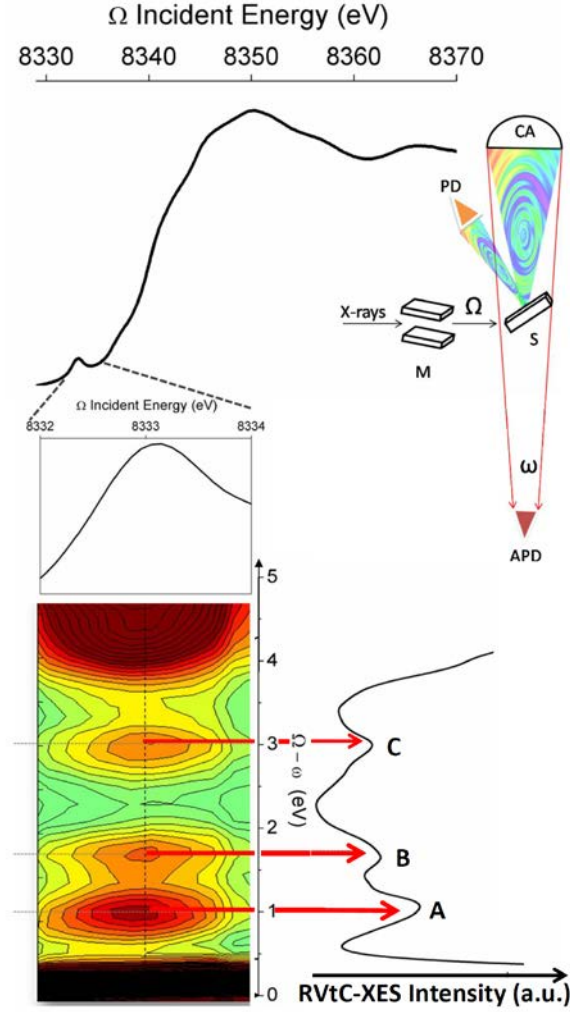 Ω Incident Energy (eV)
8330 8340 8350 8360 8370
CA
PD
X-rays
Ω
S
M
Ω Incident Energy (eV)
8332 8333 8334
ω
APD
5
4
3
2
1
0
Ω – ω (eV)
C
B
A
RVtC-XES Intensity (a.u.)